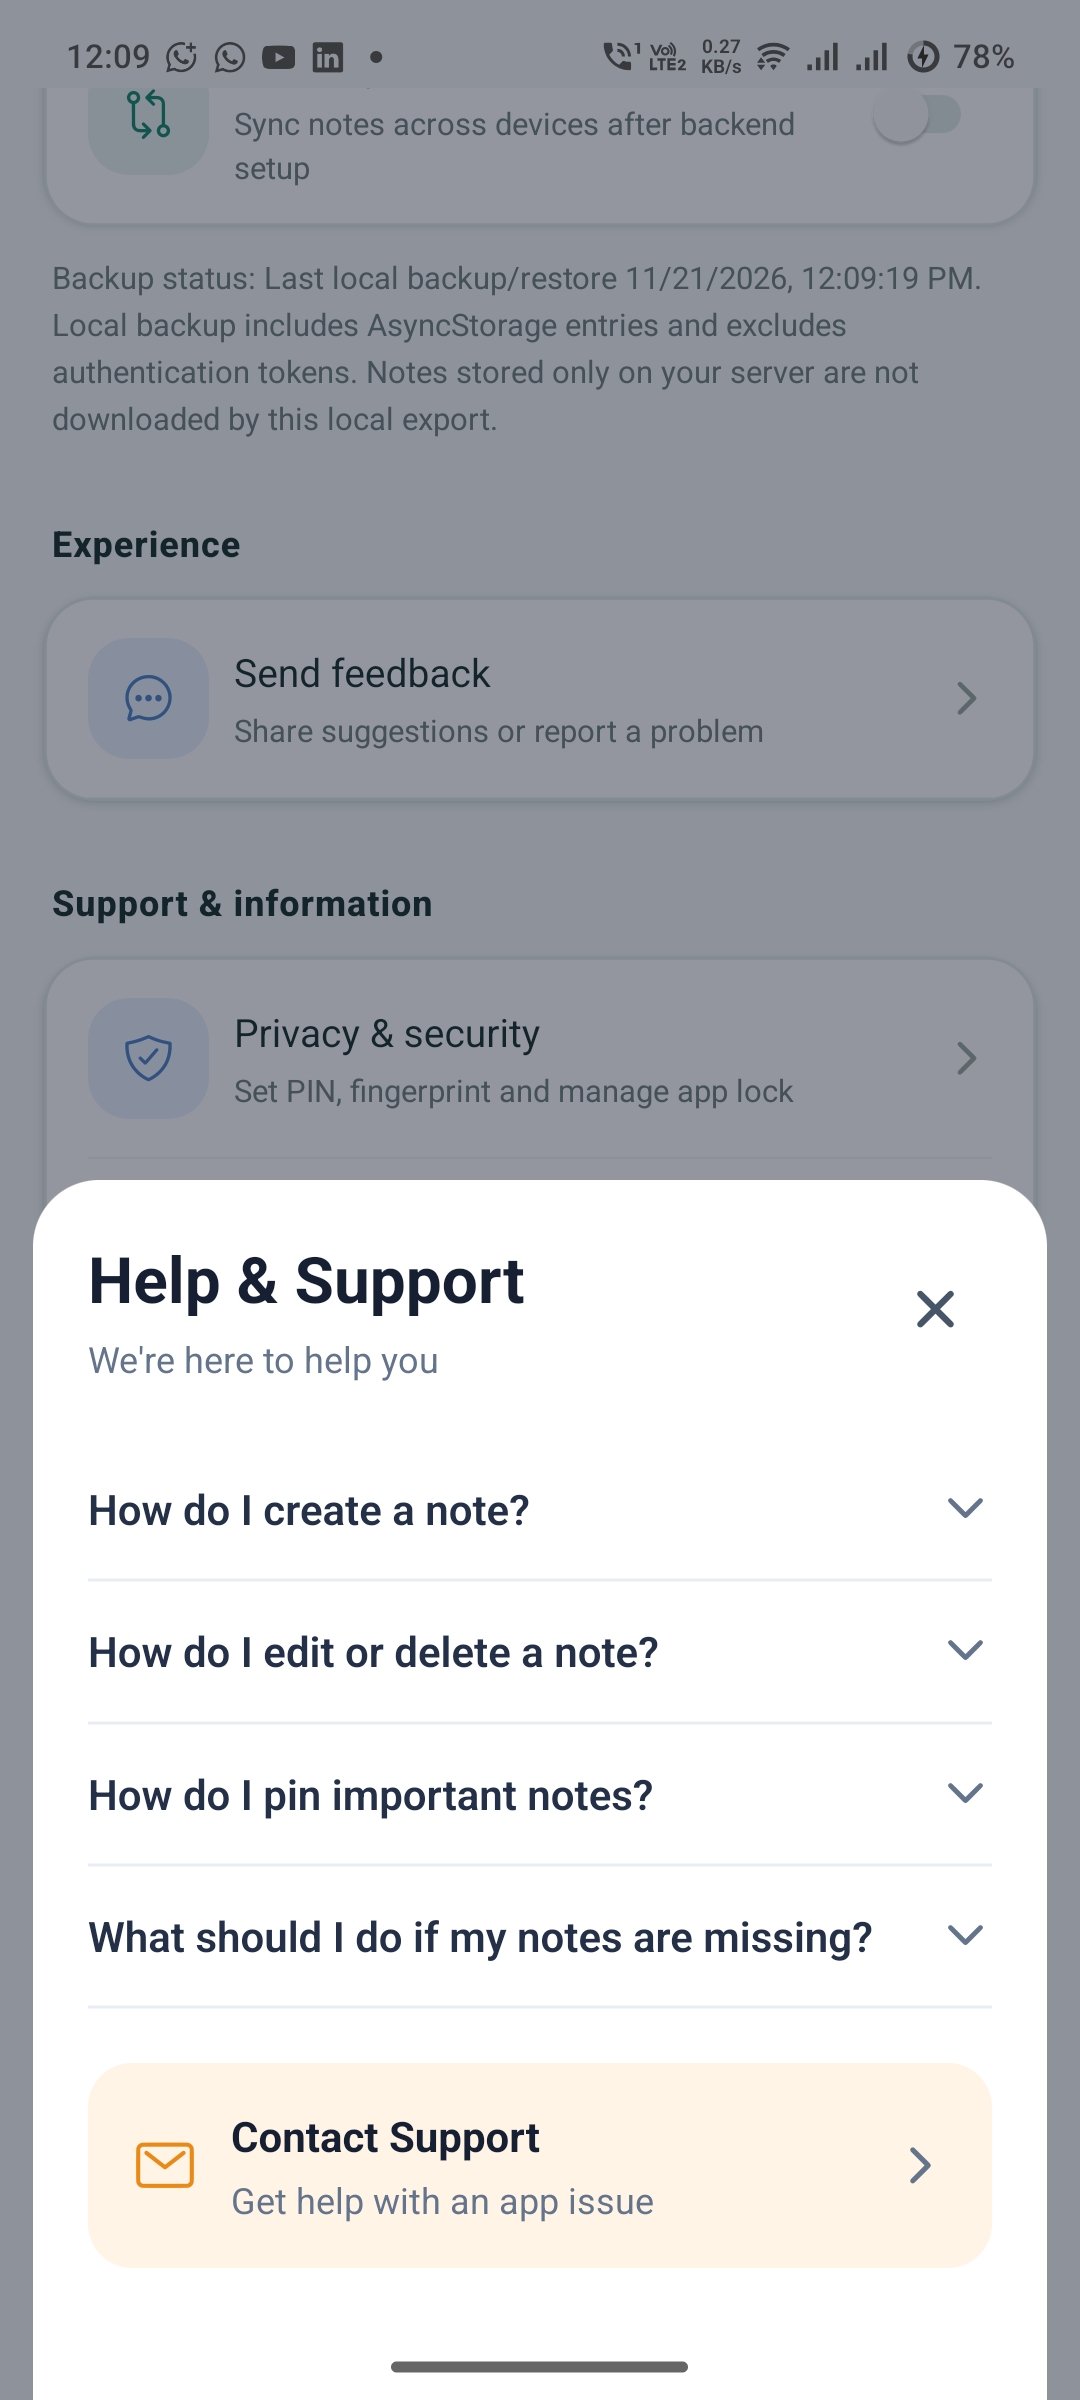 12:09
1 Vo) LTE2 0.27 KB/s 78%
Sync notes across devices after backend
setup
Backup status: Last local backup/restore 11/21/2026, 12:09:19 PM.
Local backup includes AsyncStorage entries and excludes
authentication tokens. Notes stored only on your server are not
downloaded by this local export.
Experience
Send feedback
Share suggestions or report a problem
Support & information
Privacy & security
Set PIN, fingerprint and manage app lock
Help & Support
We're here to help you
How do I create a note?
How do I edit or delete a note?
How do I pin important notes?
What should I do if my notes are missing?
Contact Support
Get help with an app issue